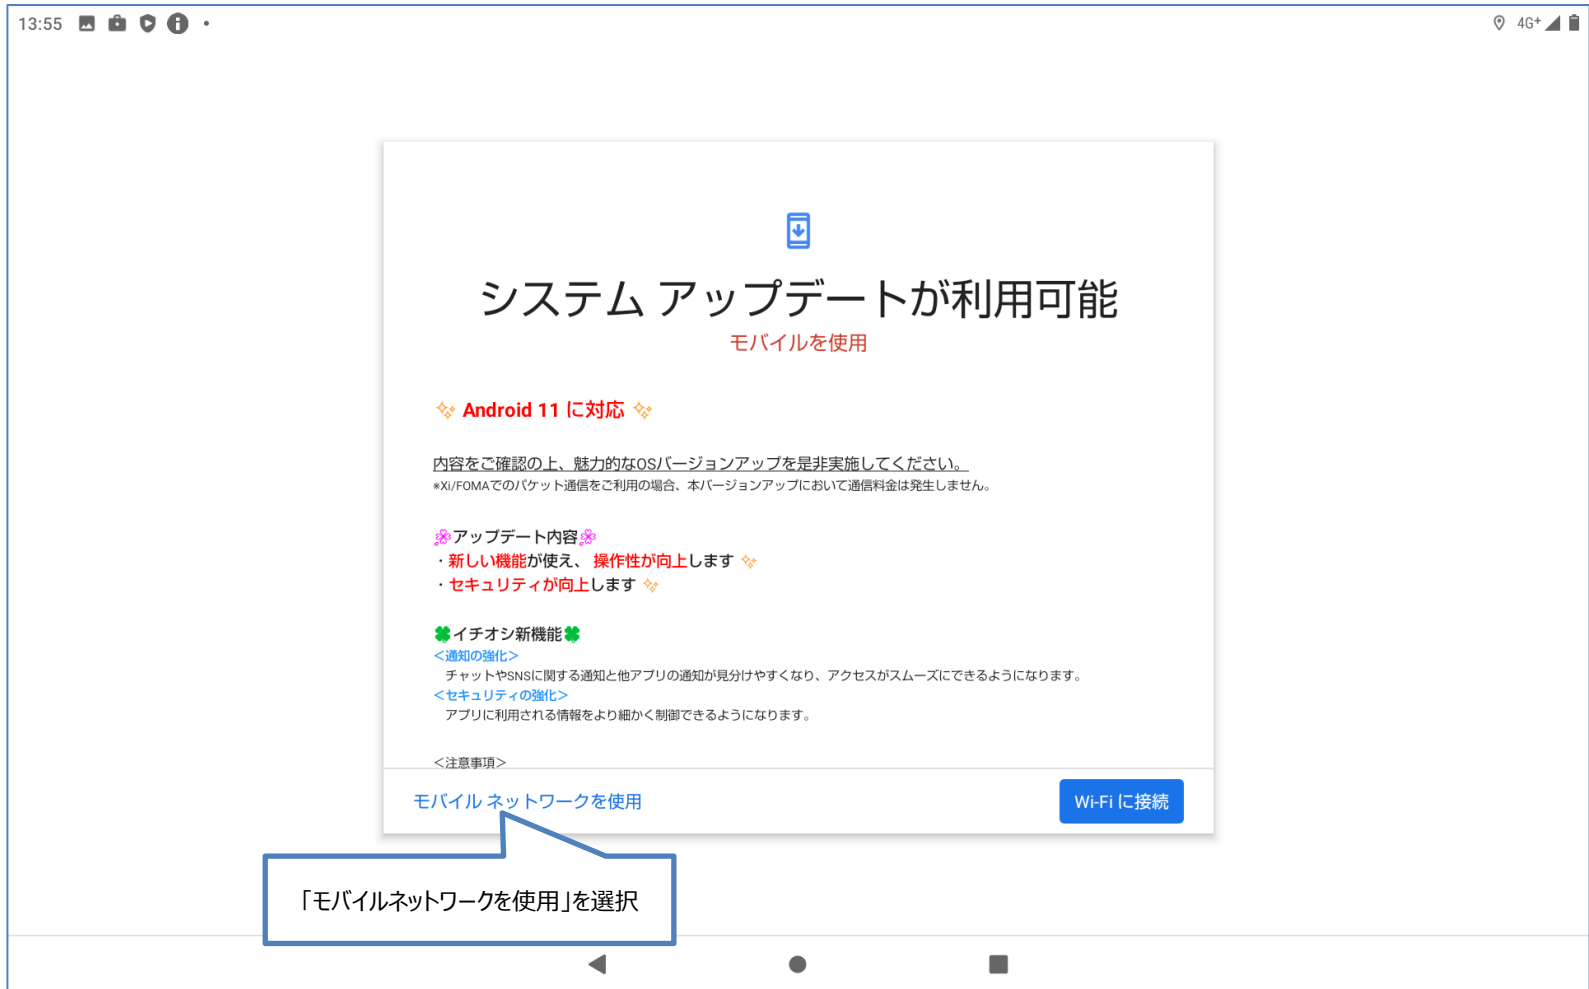 13:55
4G+
システム アップデートが利用可能
モバイルを使用
Android 11 に対応
内容をご確認の上、魅力的なOSバージョンアップを是非実施してください。
※Xi/FOMAでのパケット通信をご利用の場合、本バージョンアップにおいて通信料金は発生しません。
アップデート内容
・新しい機能が使え、操作性が向上します
・セキュリティが向上します
イチオシ新機能
＜通知の強化＞
チャットやSNSに関する通知と他アプリの通知が見分けやすくなり、アクセスがスムーズにできるようになります。
＜セキュリティの強化＞
アプリに利用される情報をより細かく制御できるようになります。
＜注意事項＞
モバイル ネットワークを使用
Wi-Fi に接続
「モバイルネットワークを使用」を選択